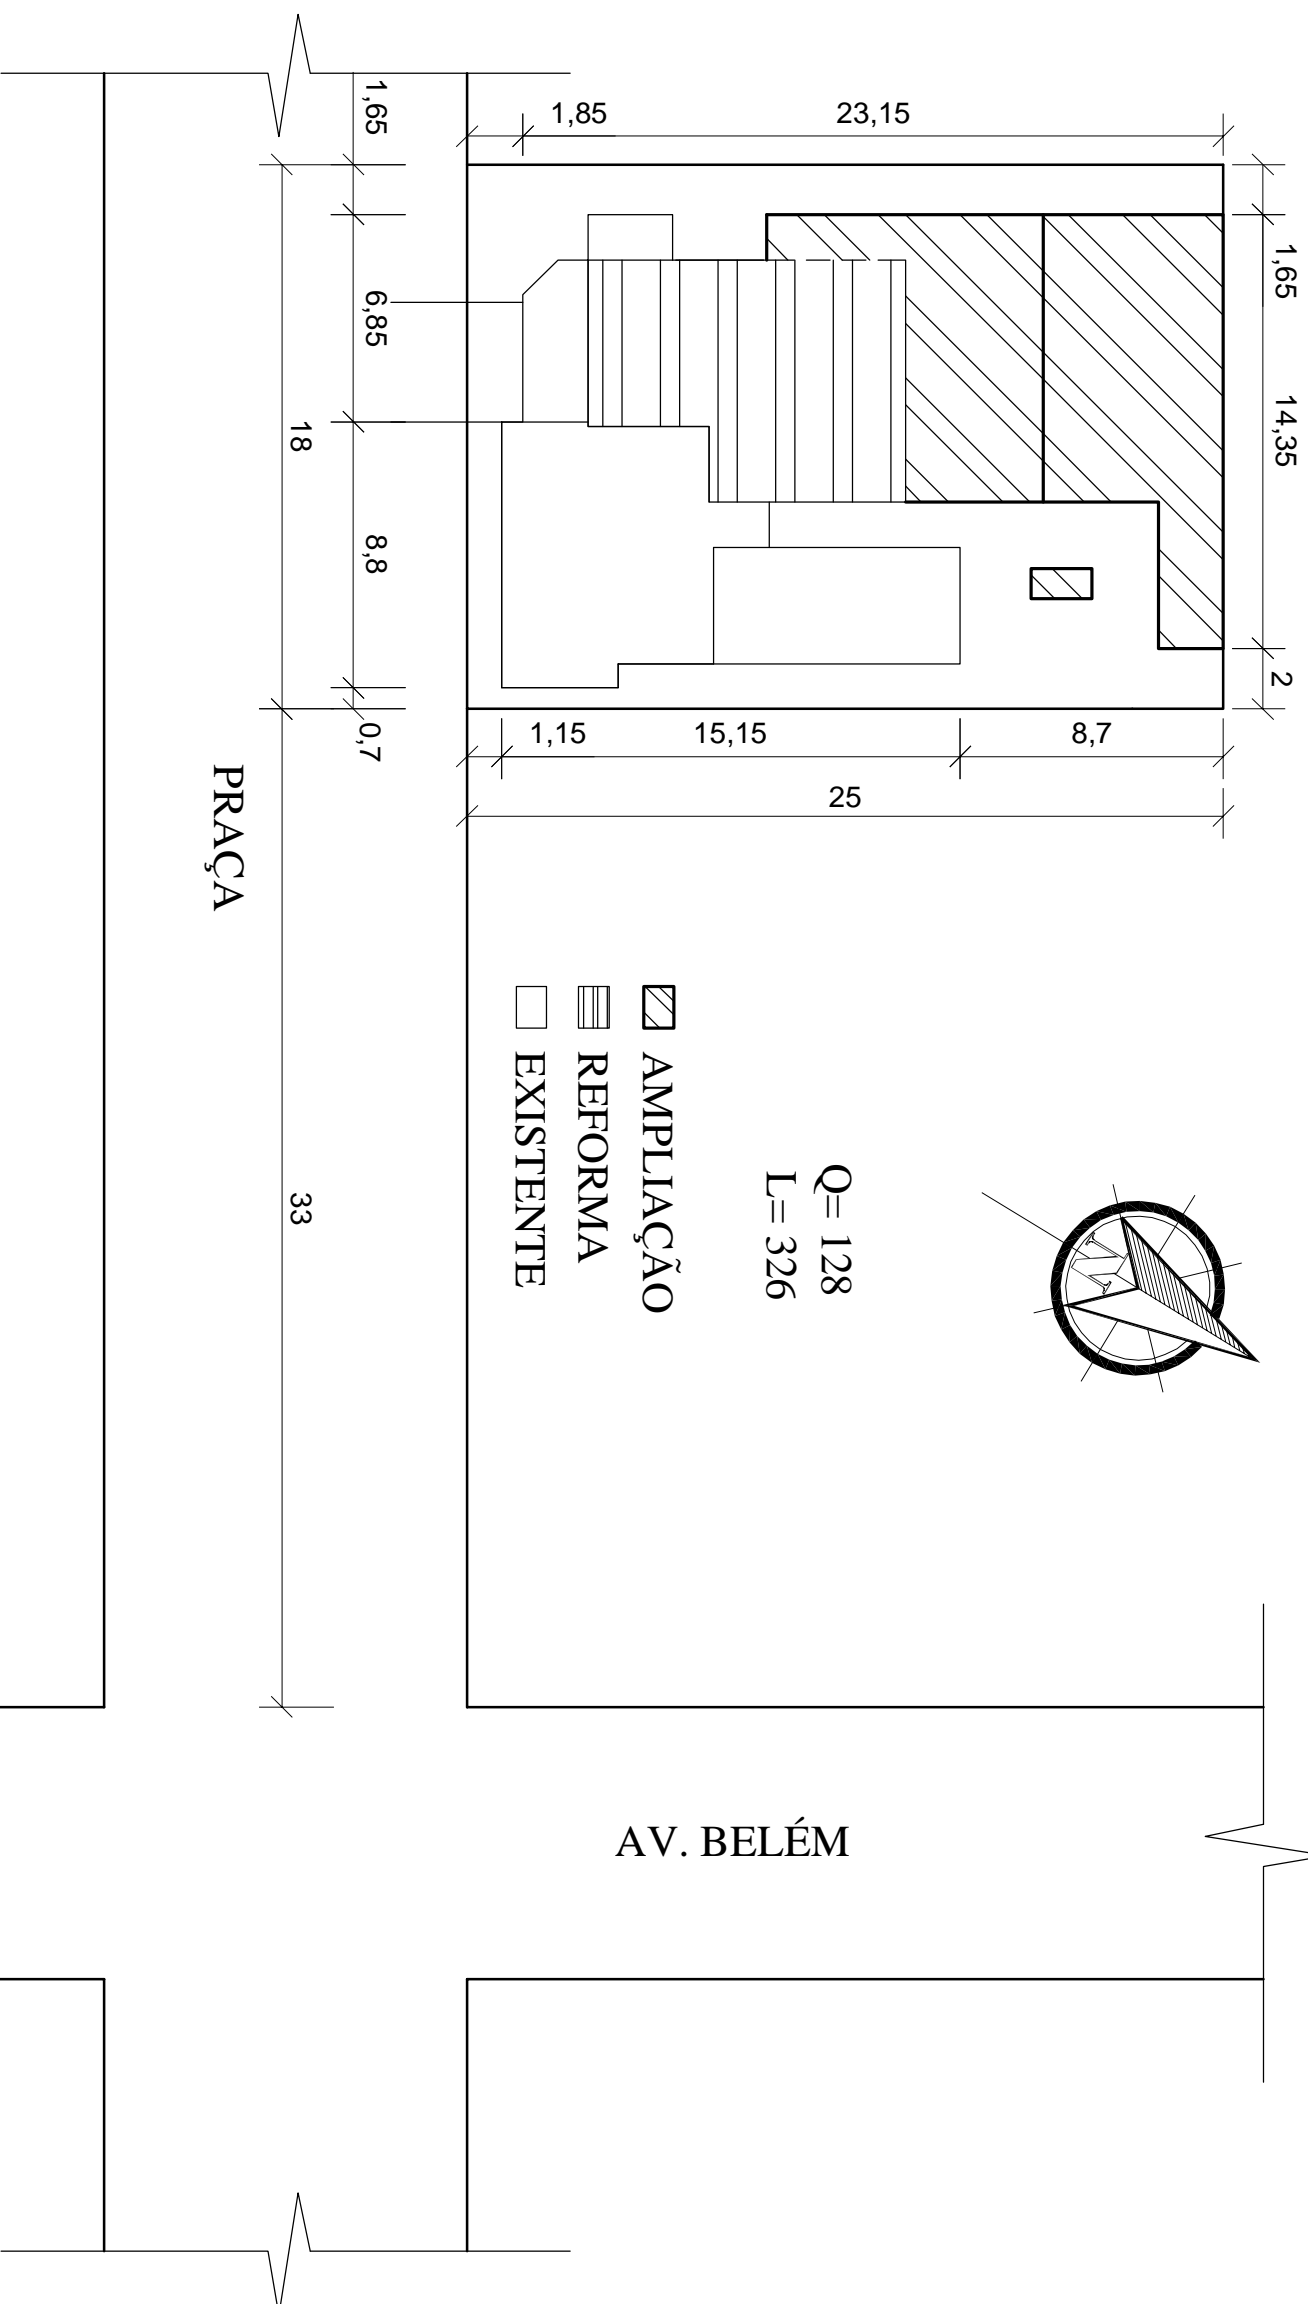 1,85
23,15
1,65
1,65
14,35
2
6,85
18
8,8
0,7
1,15
15,15
8,7
25
PRAÇA
33
Q= 128
L= 326
AMPLIAÇÃO
REFORMA
EXISTENTE
N
AV. BELÉM